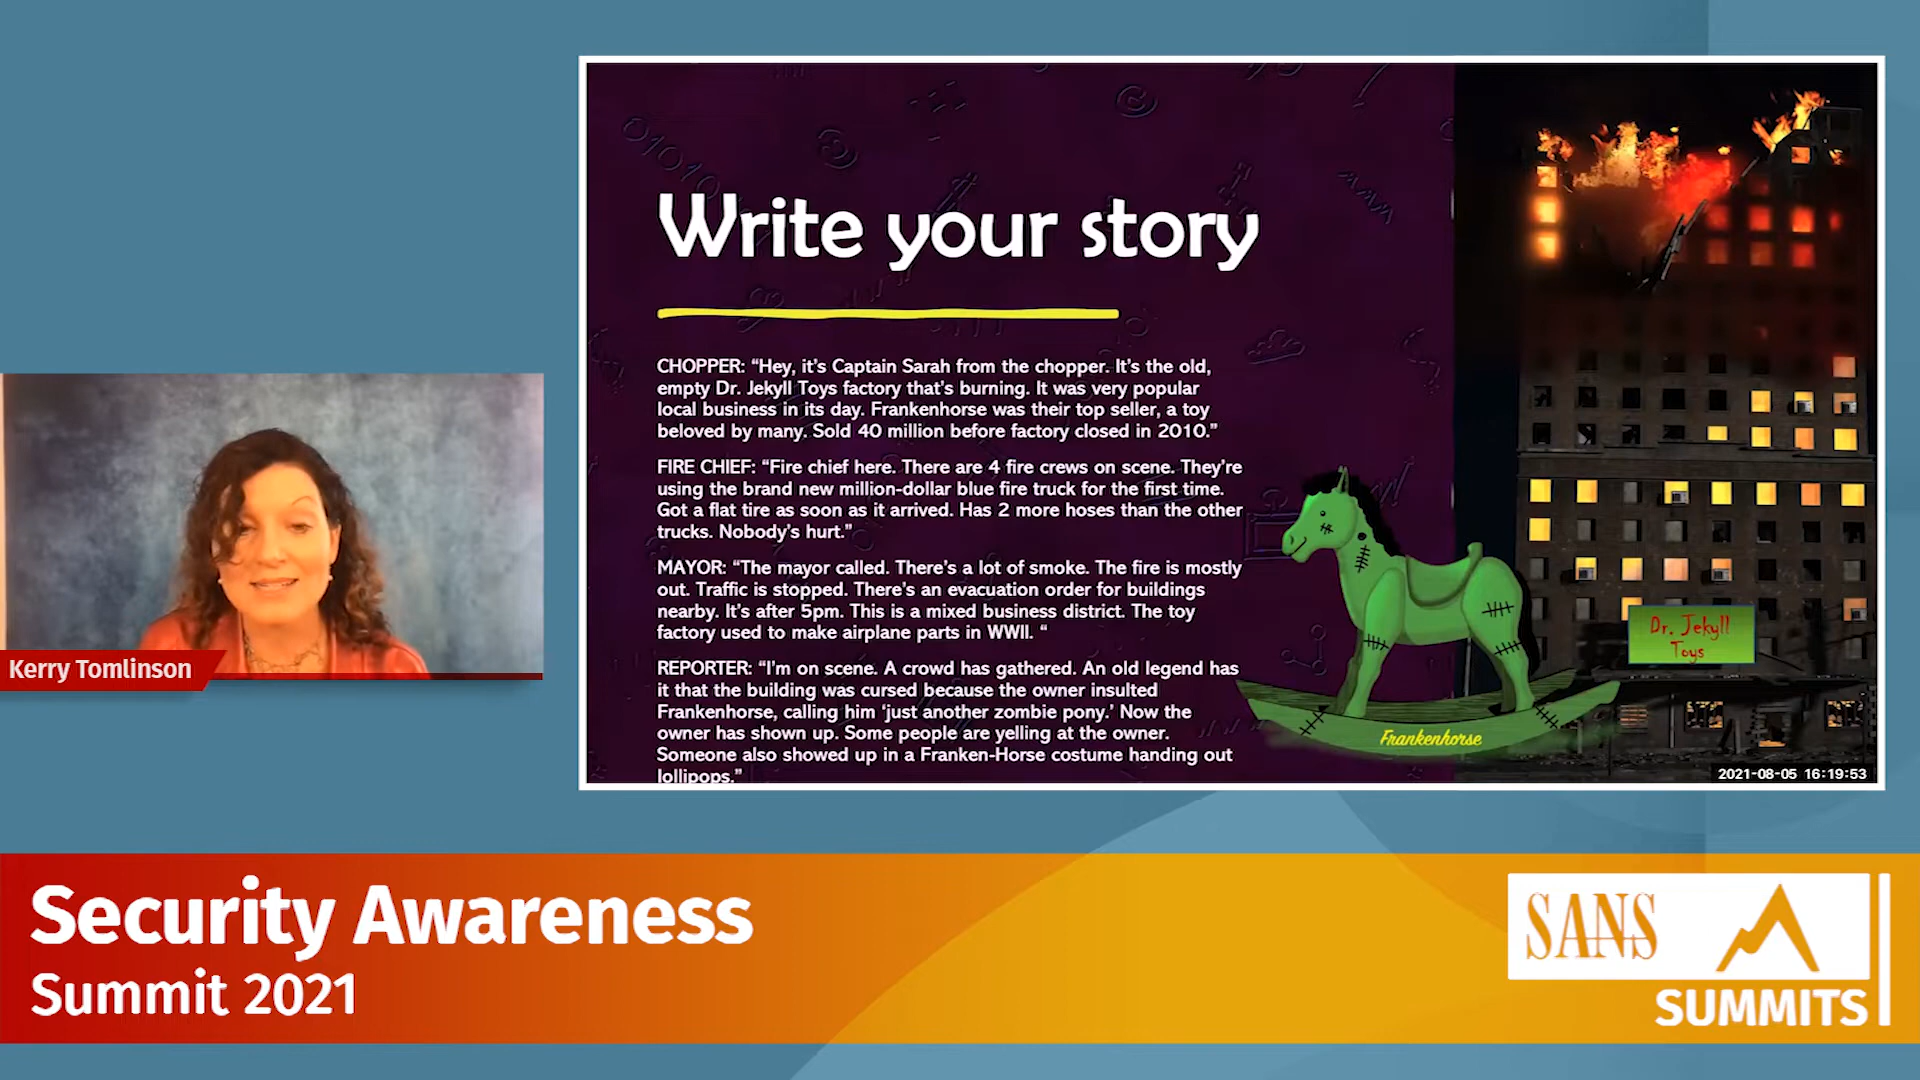 Write your story
CHOPPER: “Hey, it’s Captain Sarah from the chopper. It’s the old,
empty Dr. Jekyll Toys factory that’s burning. It was very popular
local business in its day. Frankenhorse was their top seller, a toy
beloved by many. Sold 40 million before factory closed in 2010.”
FIRE CHIEF: “Fire chief here. There are 4 fire crews on scene. They’re
using the brand new million-dollar blue fire truck for the first time.
Got a flat tire as soon as it arrived. Has 2 more hoses than the other
trucks. Nobody’s hurt.”
MAYOR: “The mayor called. There’s a lot of smoke. The fire is mostly
out. Traffic is stopped. There’s an evacuation order for buildings
nearby. It’s after 5pm. This is a mixed business district. The toy
factory used to make airplane parts in WWII. “
REPORTER: “I’m on scene. A crowd has gathered. An old legend has
it that the building was cursed because the owner insulted
Frankenhorse, calling him ‘just another zombie pony.’ Now the
owner has shown up. Some people are yelling at the owner.
Someone also showed up in a Franken-Horse costume handing out
lollipops.”
Frankenhorse
Dr. Jekyll
Toys
2021-08-05 16:19:53
Kerry Tomlinson
Security Awareness
Summit 2021
SANS
SUMMITS